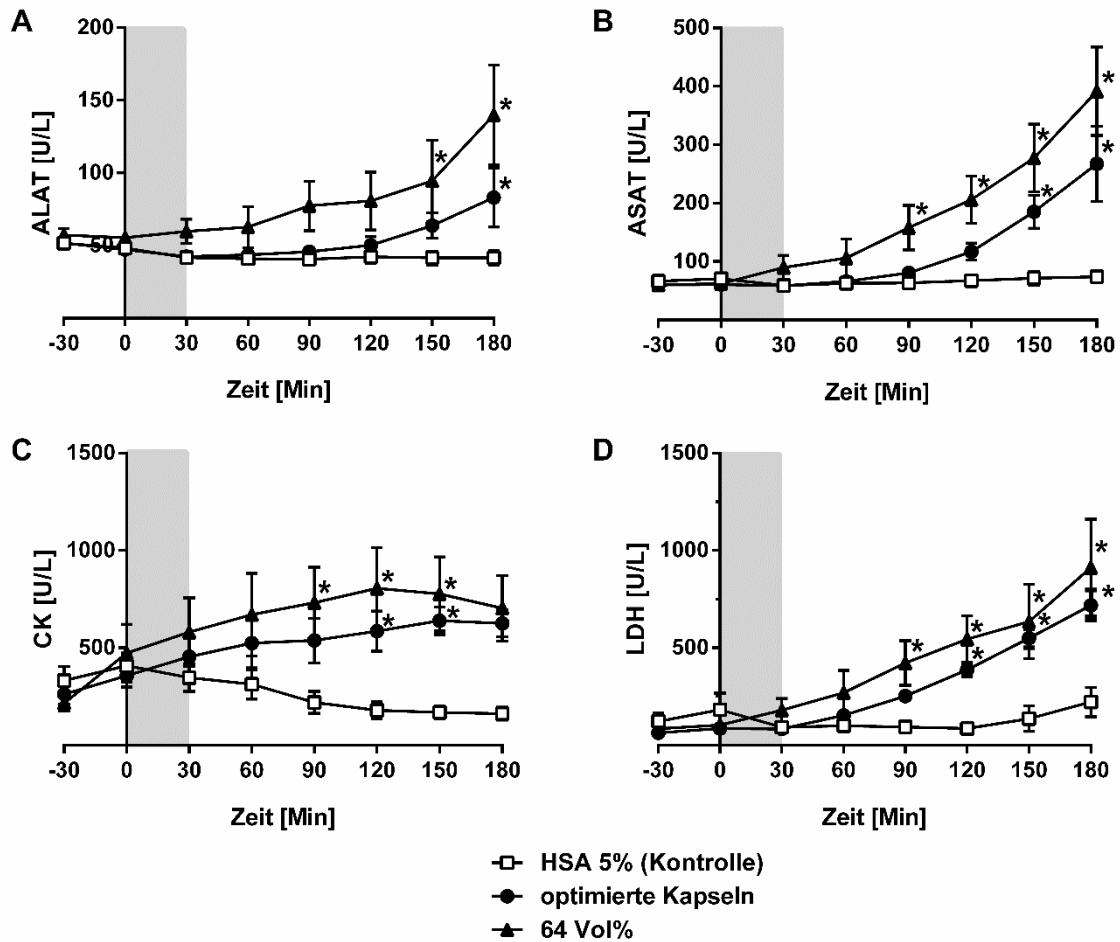 A
ALAT [U/L]
200
150
100
50
-30 0 30 60 90 120 150 180
* *
*
Zeit [Min]
B
ASAT [U/L]
500
400
300
200
100
-30 0 30 60 90 120 150 180
* * * *
* *
Zeit [Min]
C
CK [U/L]
1500
1000
500
-30 0 30 60 90 120 150 180
* * *
* *
Zeit [Min]
D
LDH [U/L]
1500
1000
500
-30 0 30 60 90 120 150 180
* * * *
* * *
Zeit [Min]
HSA 5% (Kontrolle)
optimierte Kapseln
64 Vol%